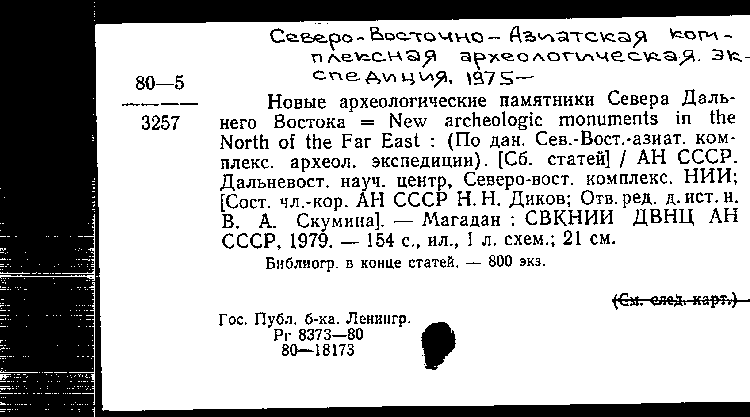 Северо-Восточно-Азиатская комп-
плексная археологическая эк-
спедиция, 1975—
80—5
3257
Новые археологические памятники Севера Даль-
него Востока = New archeologic monuments in the
North of the Far East : (По дан. Сев.-Вост.-азиат. ком-
плекс. археол. экспедиции). [Сб. статей] / АН СССР.
Дальневост. науч. центр, Северо-вост. комплекс. НИИ;
[Сост. чл.-кор. АН СССР Н. Н. Диков; Отв. ред. д. ист. н.
В. А. Скумина]. — Магадан : СВКНИИ ДВНЦ АН
СССР, 1979. — 154 с., ил., 1 л. схем.; 21 см.
Библиогр. в конце статей. — 800 экз.
(См. след. карт.)
Гос. Публ. б-ка. Ленингр.
Рг 8373—80
80—18173